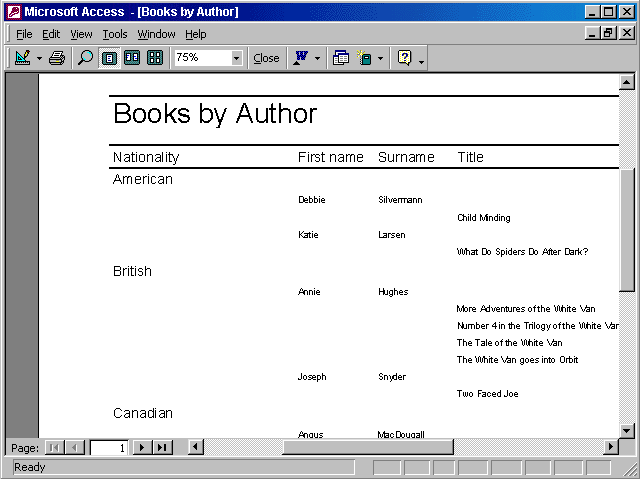 Microsoft Access - [Books by Author]
File Edit View Tools Window Help
75% Close
Books by Author
Nationality First name Surname Title
American
Debbie Silvermann
Child Minding
Katie Larsen
What Do Spiders Do After Dark?
British
Annie Hughes
More Adventures of the White Van
Number 4 in the Trilogy of the White Van
The Tale of the White Van
The White Van goes into Orbit
Joseph Snyder
Two Faced Joe
Canadian
Angus MacDougall
Page: 1
Ready